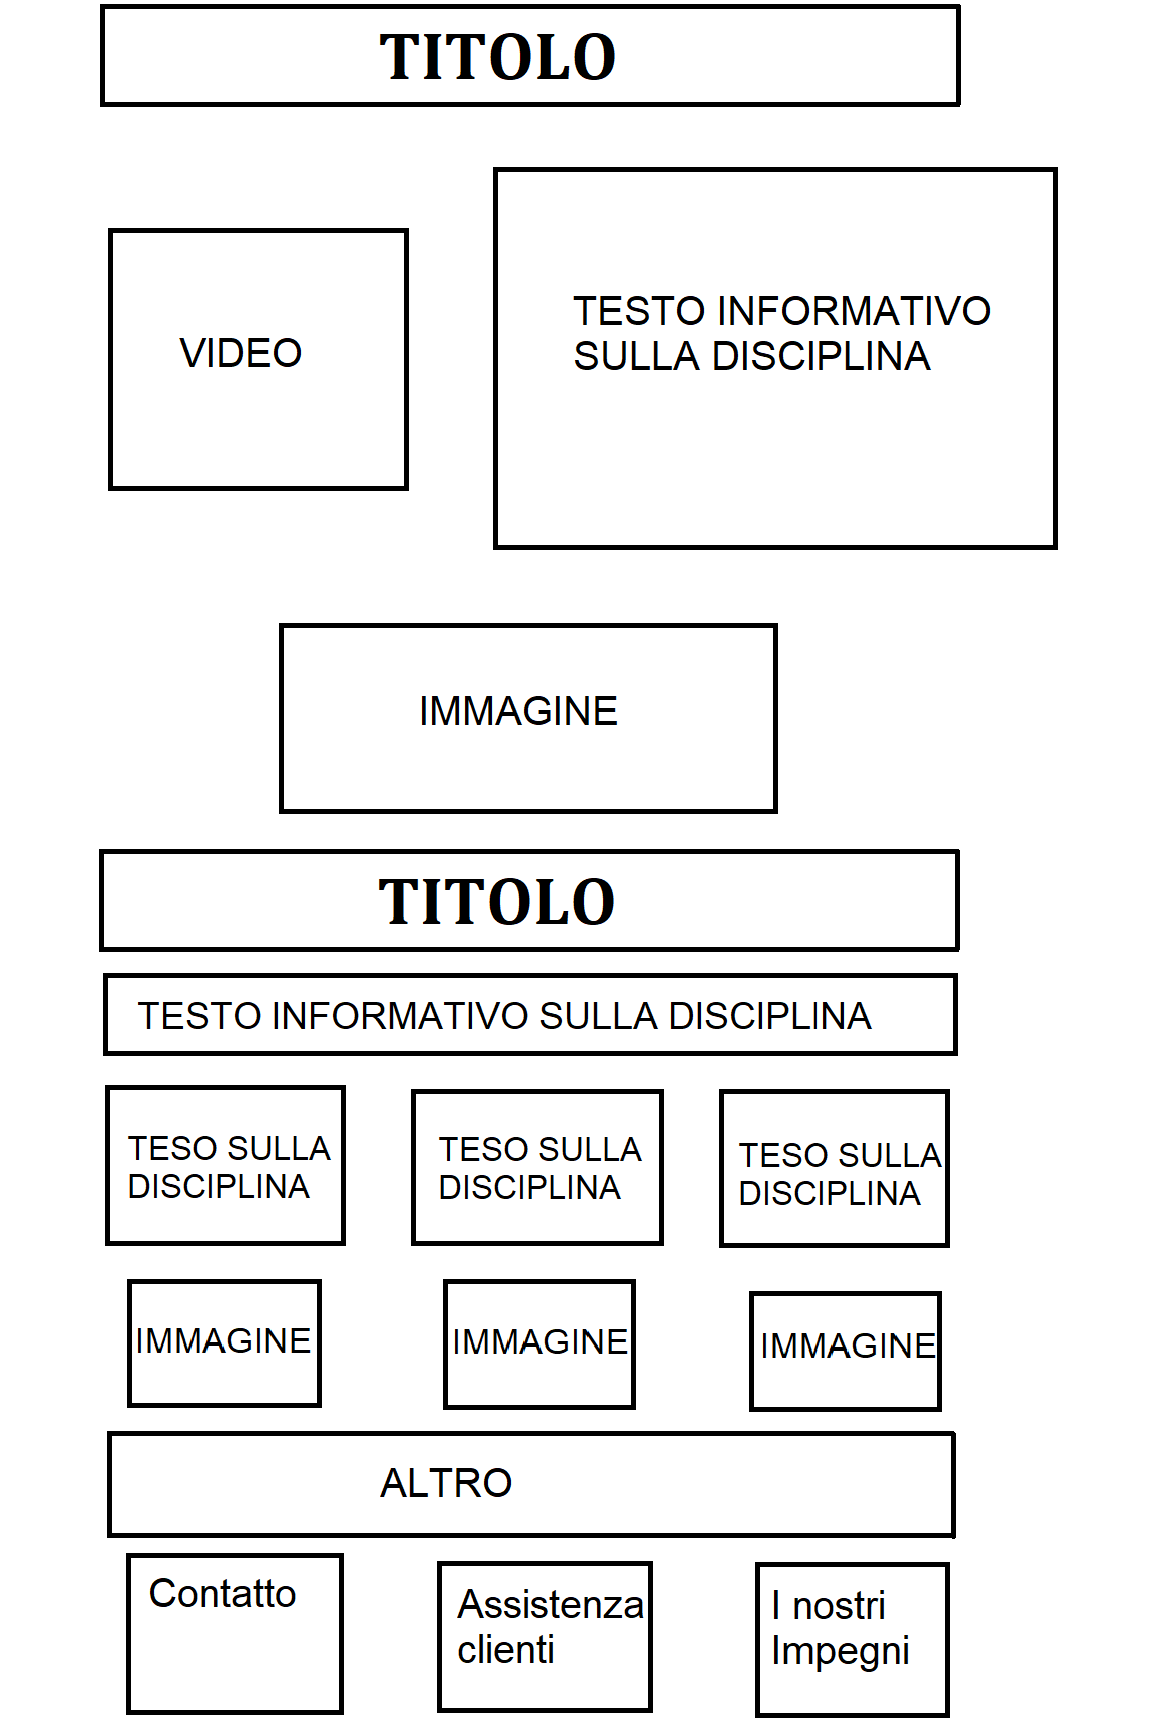 TITOLO
VIDEO
TESTO INFORMATIVO
SULLA DISCIPLINA
IMMAGINE
TITOLO
TESTO INFORMATIVO SULLA DISCIPLINA
TESO SULLA
DISCIPLINA
TESO SULLA
DISCIPLINA
TESO SULLA
DISCIPLINA
IMMAGINE
IMMAGINE
IMMAGINE
ALTRO
Contatto
Assistenza
clienti
I nostri
Impegni